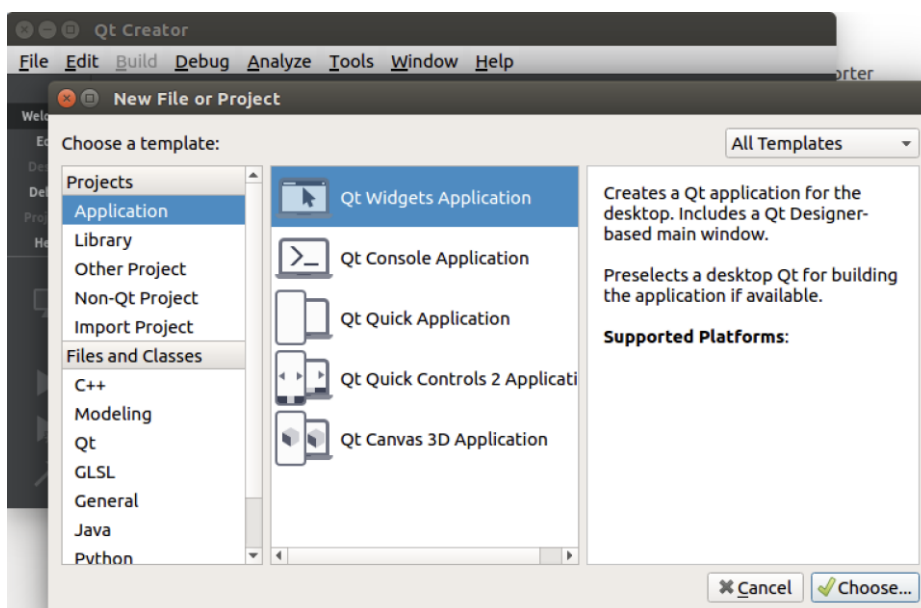 Qt Creator
File Edit Build Debug Analyze Tools Window Help
New File or Project
Choose a template:
All Templates
Projects
Application
Library
Other Project
Non-Qt Project
Import Project
Files and Classes
C++
Modeling
Qt
GLSL
General
Java
Python
Qt Widgets Application
Qt Console Application
Qt Quick Application
Qt Quick Controls 2 Applicati
Qt Canvas 3D Application
Creates a Qt application for the
desktop. Includes a Qt Designer-
based main window.
Preselects a desktop Qt for building
the application if available.
Supported Platforms:
Cancel
Choose...